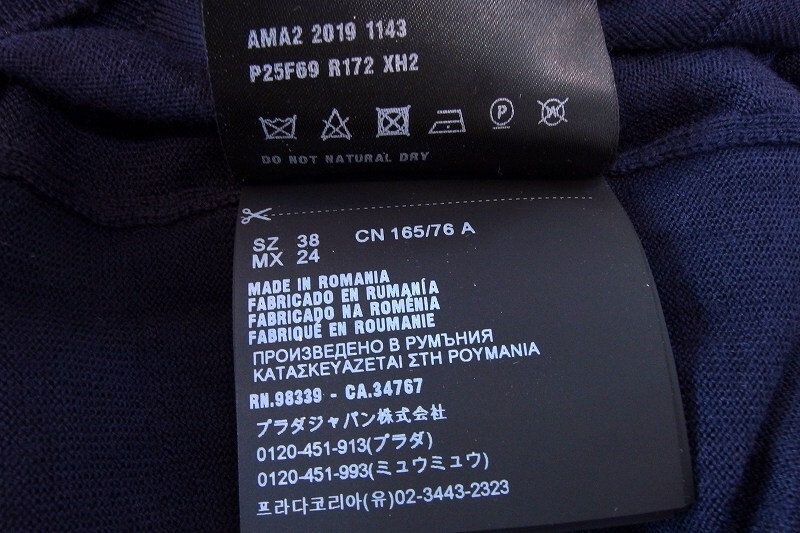 AMA2 2019 1143
P25F69 R172 XH2
P
W
DO NOT NATURAL DRY
SZ 38 CN 165/76 A
MX 24
MADE IN ROMANIA
FABRICADO EN RUMANÍA
FABRICADO NA ROMÉNIA
FABRIQUÉ EN ROUMANIE
ПРОИЗВЕДЕНО В РУМЪНИЯ
ΚΑΤΑΣΚΕΥΑΖΕΤΑΙ ΣΤΗ ΡΟΥΜΑΝΙΑ
RN.98339 - CA.34767
プラダジャパン株式会社
0120-451-913(プラダ)
0120-451-993(ミュウミュウ)
프라다코리아(유)02-3443-2323